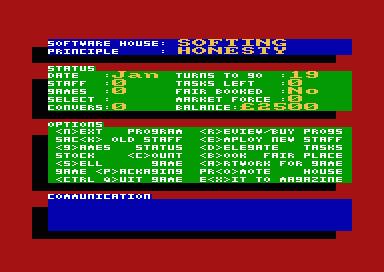 SOFTWARE HOUSE: SOFTING
PRINCIPLE : HONESTY
STATUS
DATE :Jan TURNS TO GO :19
STAFF :0 TASKS LEFT :0
GAMES :0 FAIR BOOKED :No
SELECT : MARKET FORCE :0
COPIERS:0 BALANCE:£2500
OPTIONS
<N>EXT PROGRAM <R>EVIEW/BUY PROGS
SAC<K> OLD STAFF <E>MPLOY NEW STAFF
<G>AMES STATUS <D>ELEGATE TASKS
STOCK <C>OUNT <B>OOK FAIR PLACE
<S>ELL GAME <A>RTWORK FOR GAME
GAME <P>ACKAGING PR<O>MOTE HOUSE
<CTRL Q>UIT GAME E<X>IT TO MAGAZINE
COMMUNICATION